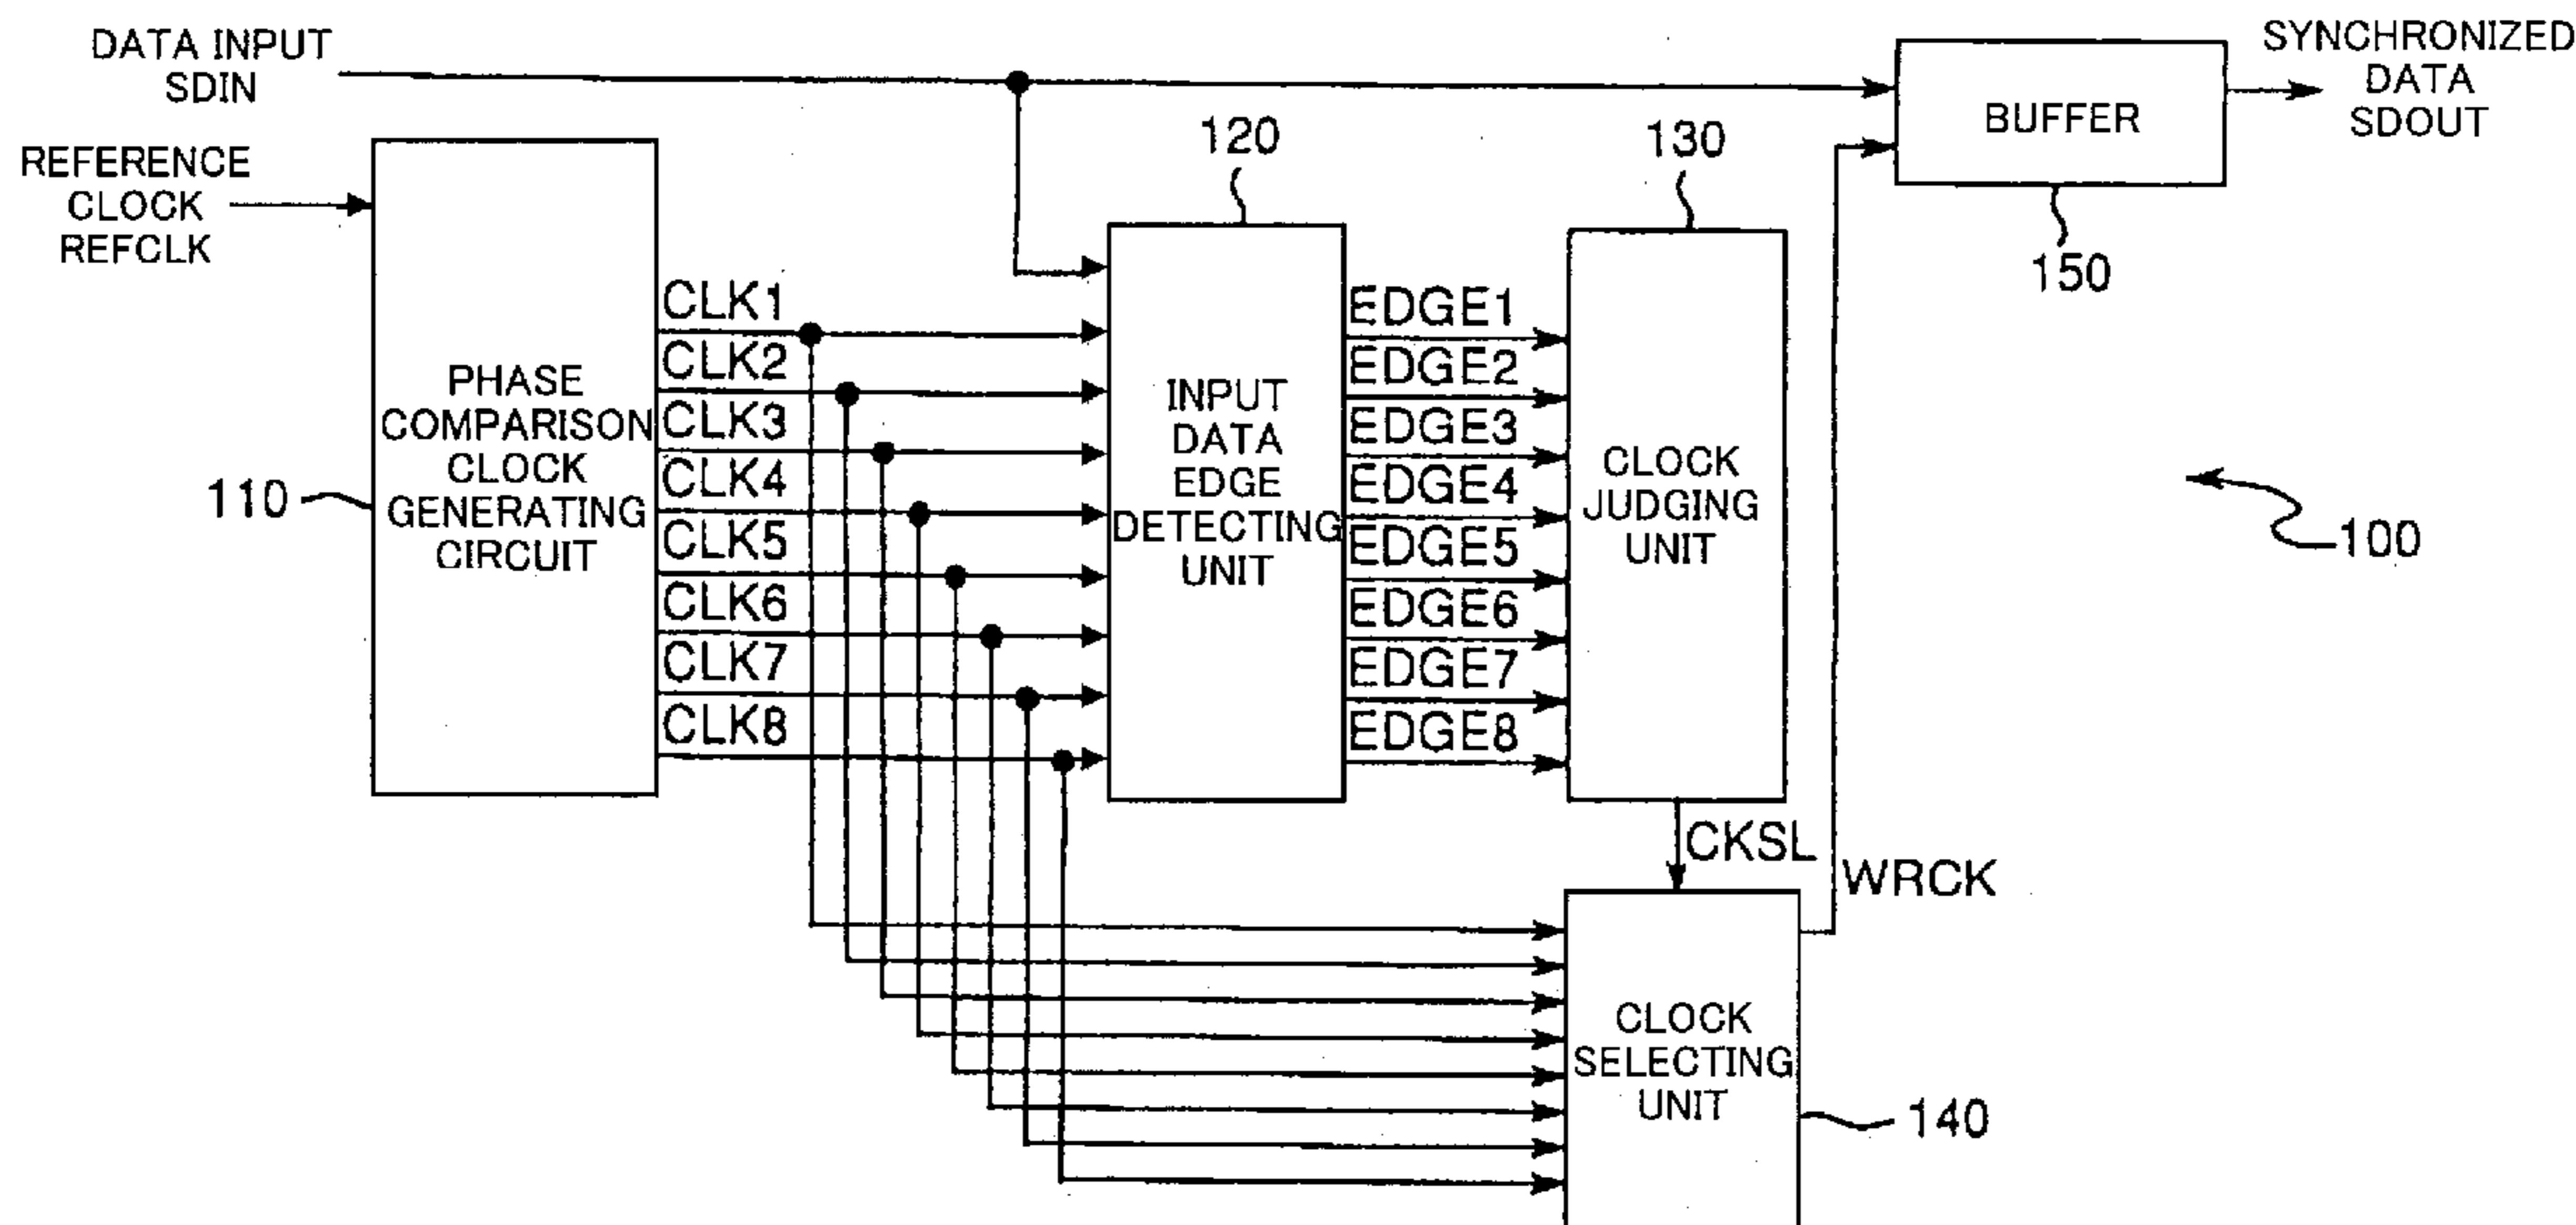 DATA INPUT
SDIN
REFERENCE
CLOCK
REFCLK
110
PHASE
COMPARISON
CLOCK
GENERATING
CIRCUIT
CLK1
CLK2
CLK3
CLK4
CLK5
CLK6
CLK7
CLK8
120
INPUT
DATA
EDGE
DETECTING
UNIT
EDGE1
EDGE2
EDGE3
EDGE4
EDGE5
EDGE6
EDGE7
EDGE8
130
CLOCK
JUDGING
UNIT
CKSL
WRCK
CLOCK
SELECTING
UNIT
140
BUFFER
150
SYNCHRONIZED
DATA
SDOUT
100